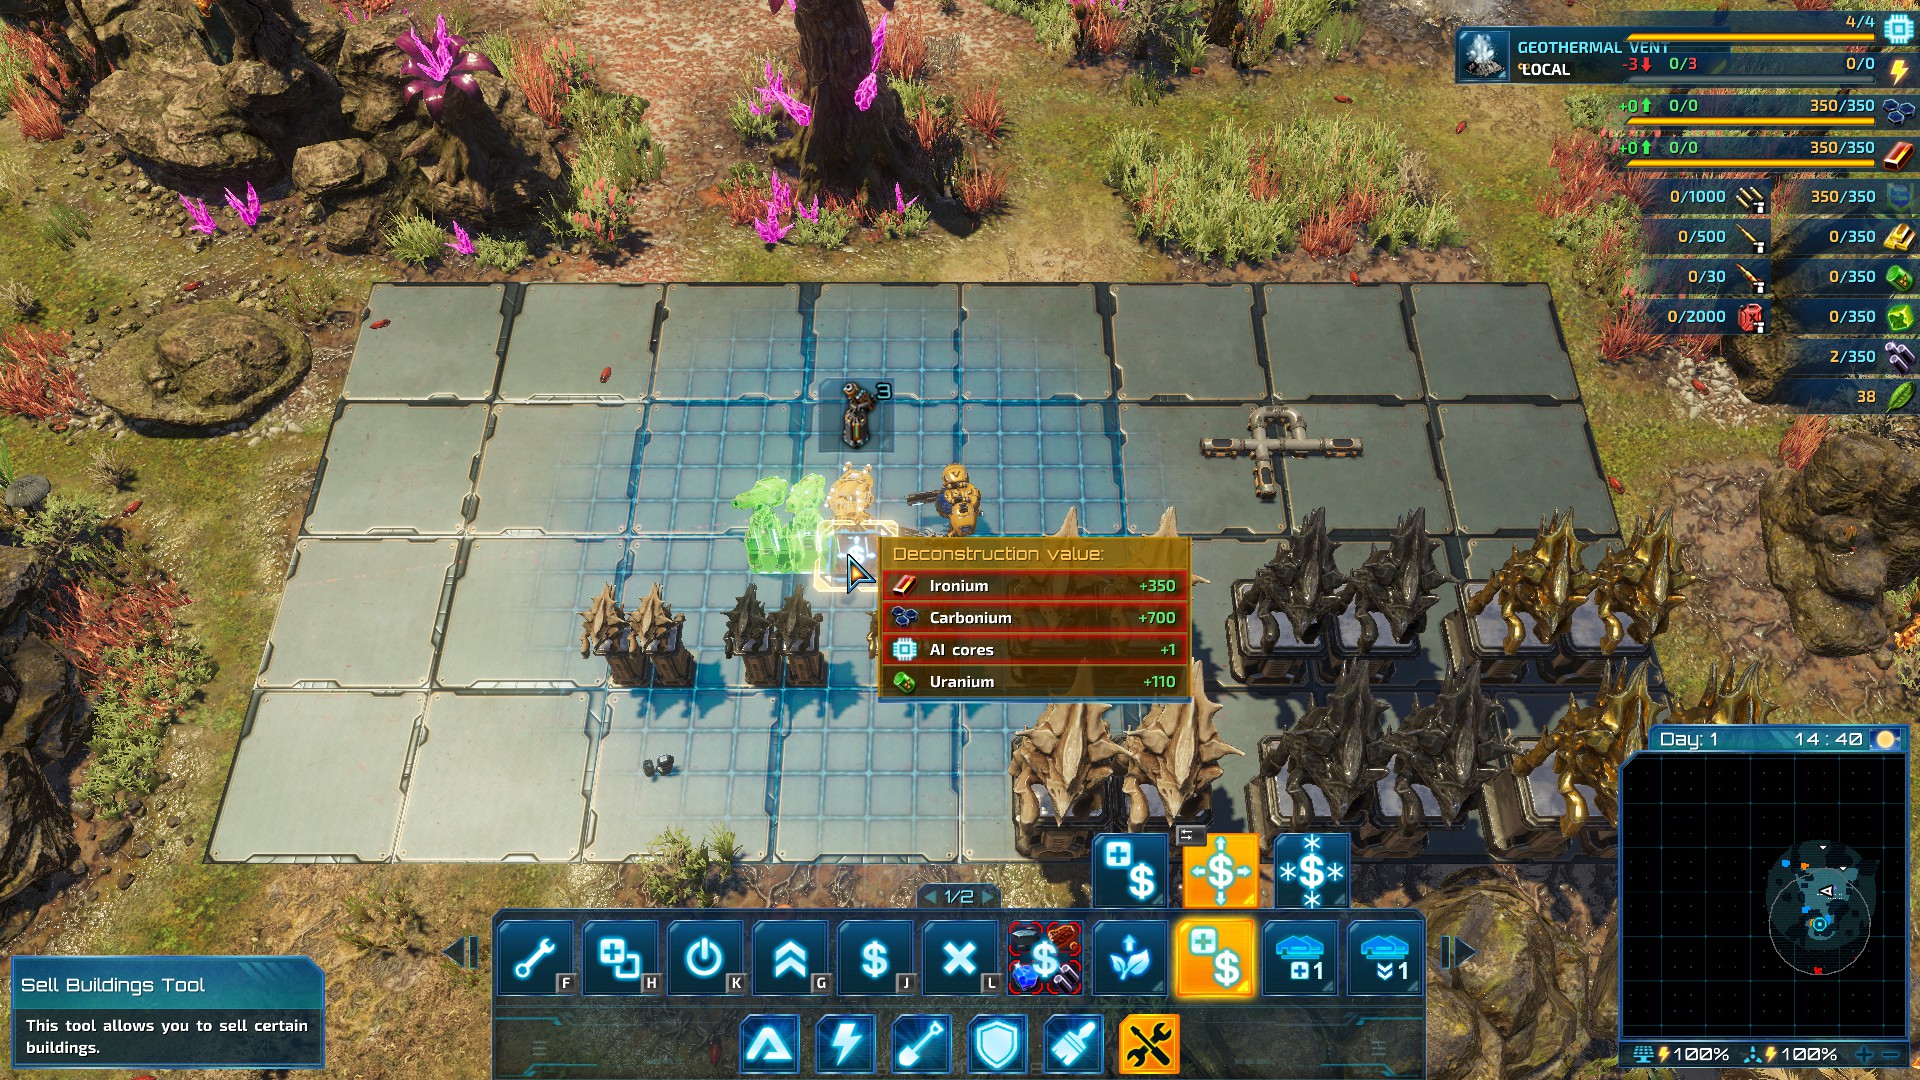 4/4
GEOTHERMAL VENT
LOCAL
-3 0/3 0/0
+0 0/0 350/350
+0 0/0 350/350
0/1000 350/350
0/500 0/350
0/30 0/350
0/2000 0/350
2/350
38
3
Deconstruction value:
Ironium +350
Carbonium +700
AI cores +1
Uranium +110
Day: 1 14:40
1/2
F
H
K
G
J
L
1
1
Sell Buildings Tool
This tool allows you to sell certain
buildings.
100% 100%